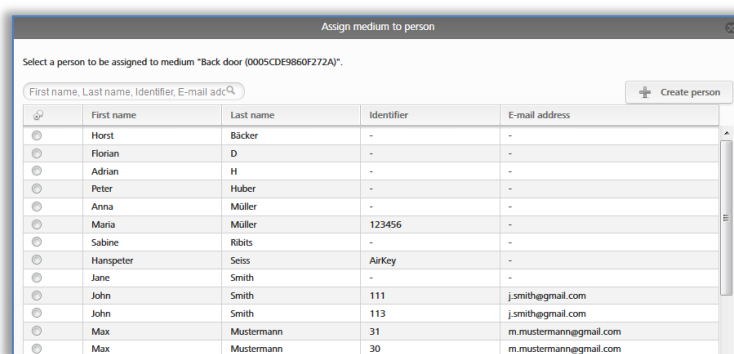 Assign medium to person
Select a person to be assigned to medium "Back door (0005CDE9860F272A)".
First name, Last name, Identifier, E-mail adc
Create person
First name Last name Identifier E-mail address
Horst Bäcker - -
Florian D - -
Adrian H - -
Peter Huber - -
Anna Müller - -
Maria Müller 123456 -
Sabine Ribits - -
Hanspeter Seiss AirKey -
Jane Smith - -
John Smith 111 j.smith@gmail.com
John Smith 113 j.smith@gmail.com
Max Mustermann 31 m.mustermann@gmail.com
Max Mustermann 30 m.mustermann@gmail.com